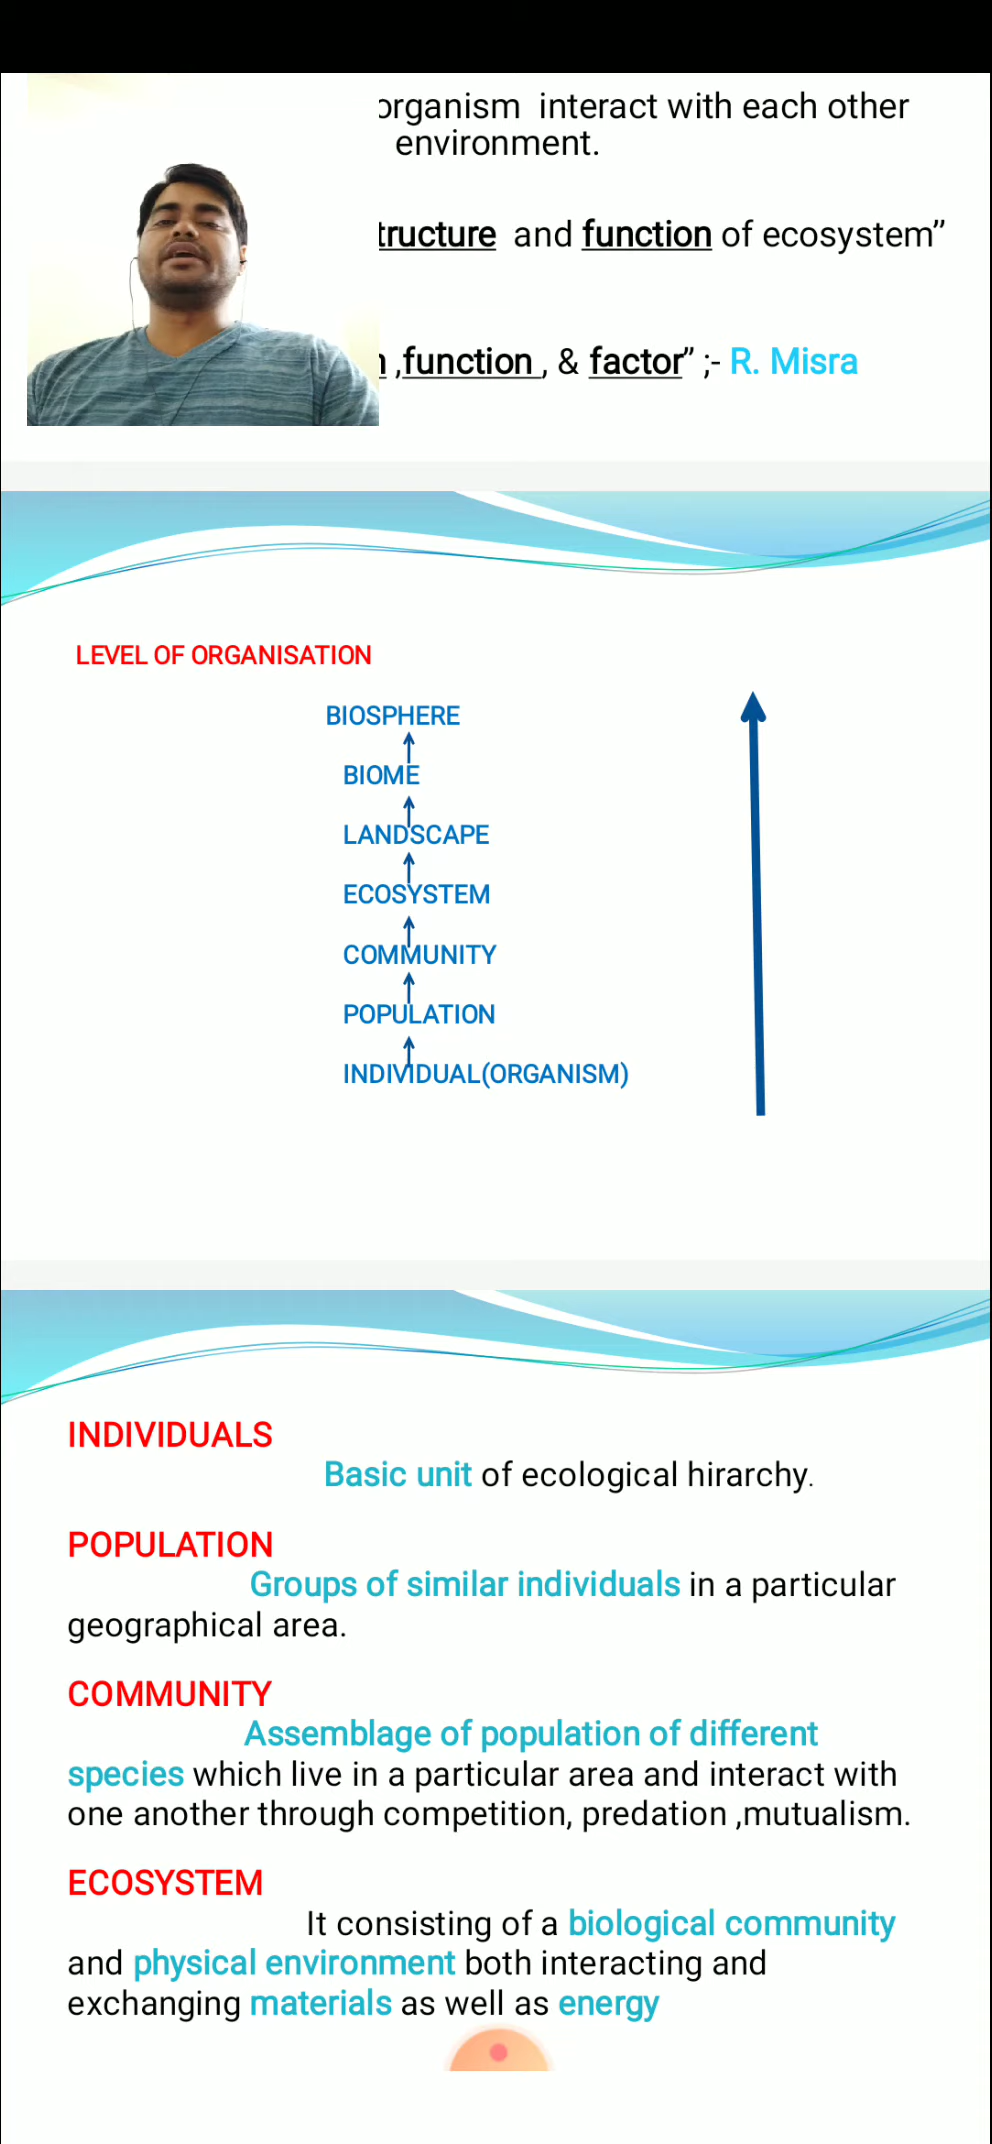 organism interact with each other
environment.
tructure and function of ecosystem”
,function , & factor” ;- R. Misra
LEVEL OF ORGANISATION
BIOSPHERE
BIOME
LANDSCAPE
ECOSYSTEM
COMMUNITY
POPULATION
INDIVIDUAL(ORGANISM)
INDIVIDUALS
Basic unit of ecological hirarchy.
POPULATION
Groups of similar individuals in a particular
geographical area.
COMMUNITY
Assemblage of population of different
species which live in a particular area and interact with
one another through competition, predation ,mutualism.
ECOSYSTEM
It consisting of a biological community
and physical environment both interacting and
exchanging materials as well as energy